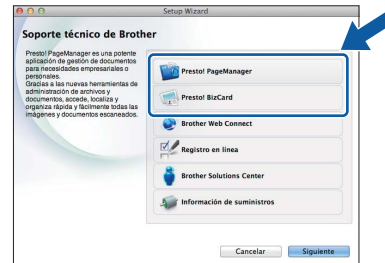 Setup Wizard
Soporte técnico de Brother
Presto! PageManager es una potente
aplicación de gestión de documentos
para necesidades empresariales o
personales.
Gracias a las nuevas herramientas de
administración de archivos y
documentos, accede, localiza y
organiza rápida y fácilmente todas las
imágenes y documentos escaneados.
Presto! PageManager
Presto! BizCard
Brother Web Connect
Registro en línea
Brother Solutions Center
Información de suministros
Cancelar
Siguiente